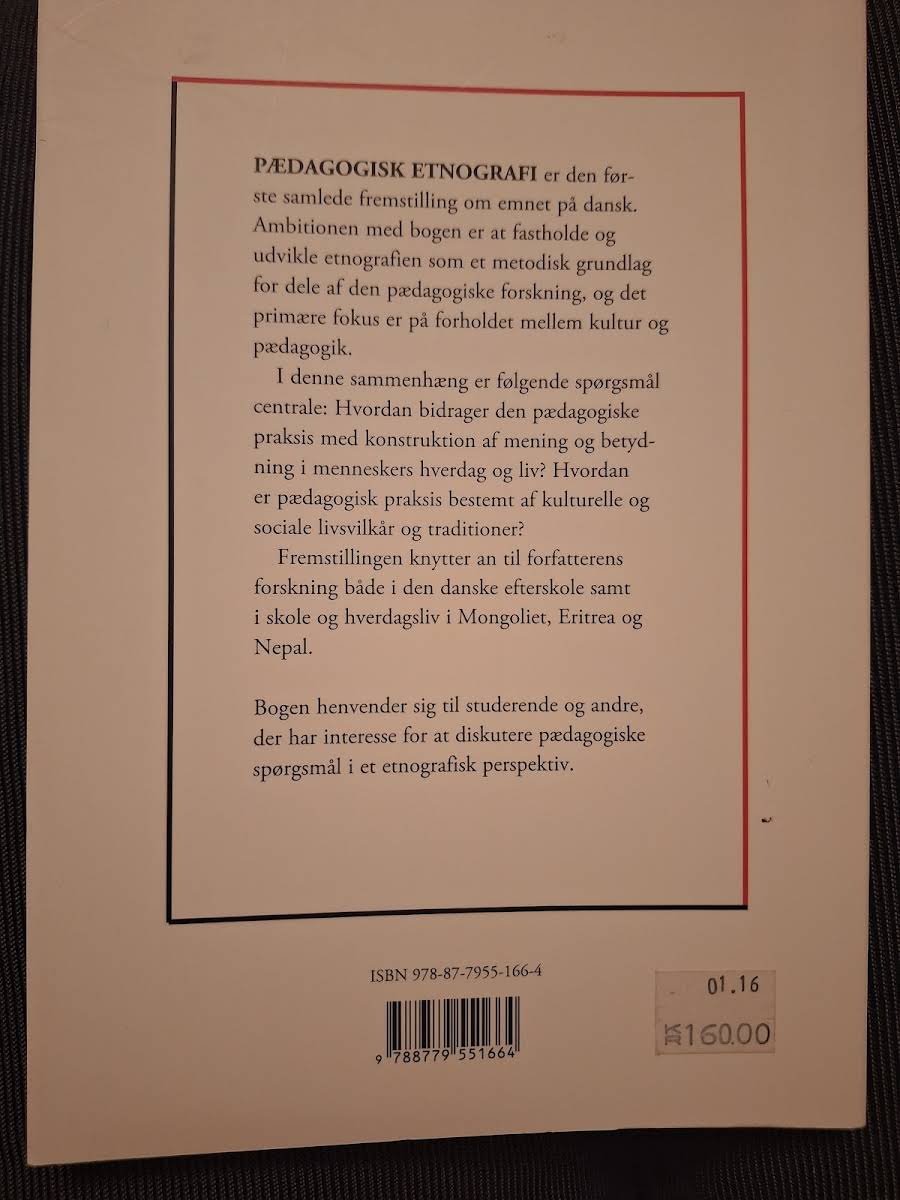 PÆDAGOGISK ETNOGRAFI er den før-
ste samlede fremstilling om emnet på dansk.
Ambitionen med bogen er at fastholde og
udvikle etnografien som et metodisk grundlag
for dele af den pædagogiske forskning, og det
primære fokus er på forholdet mellem kultur og
pædagogik.
I denne sammenhæng er følgende spørgsmål
centrale: Hvordan bidrager den pædagogiske
praksis med konstruktion af mening og betyd-
ning i menneskers hverdag og liv? Hvordan
er pædagogisk praksis bestemt af kulturelle og
sociale livsvilkår og traditioner?
Fremstillingen knytter an til forfatterens
forskning både i den danske efterskole samt
i skole og hverdagsliv i Mongoliet, Eritrea og
Nepal.
Bogen henvender sig til studerende og andre,
der har interesse for at diskutere pædagogiske
spørgsmål i et etnografisk perspektiv.
ISBN 978-87-7955-166-4
9 788779 551664
01.16
DKK160.00